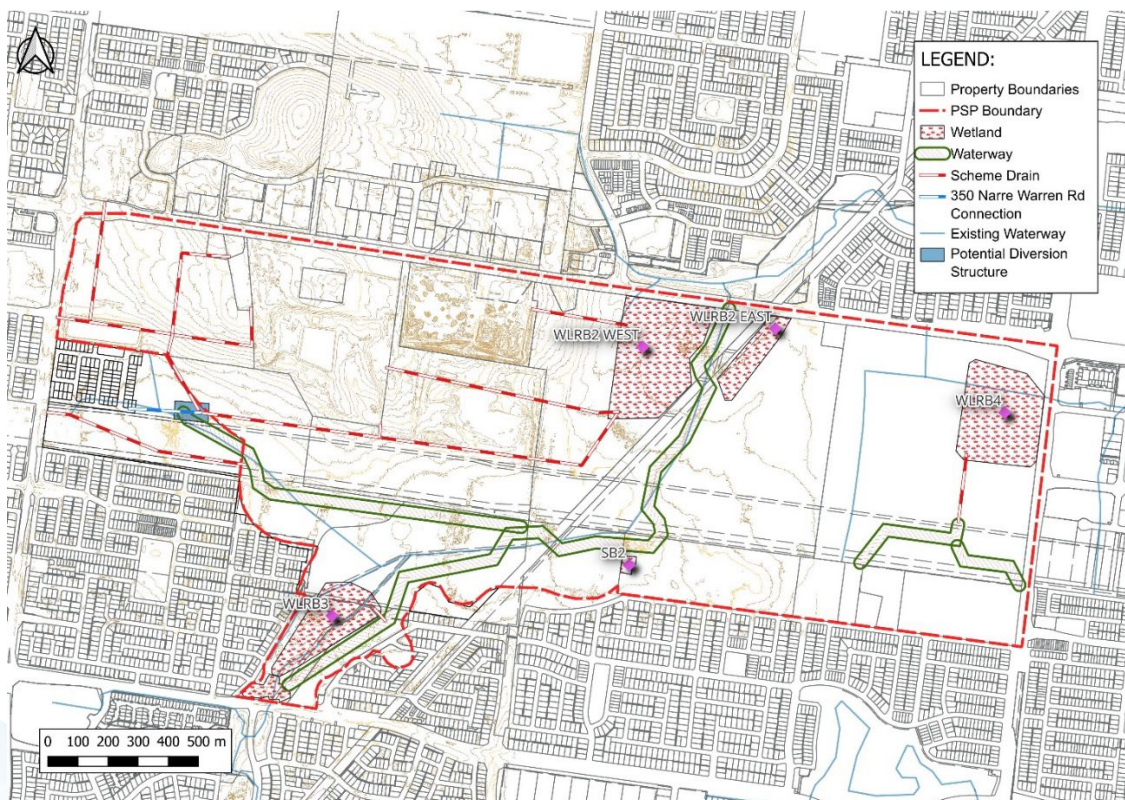 LEGEND:
Property Boundaries
PSP Boundary
Wetland
Waterway
Scheme Drain
350 Narre Warren Rd
Connection
Existing Waterway
Potential Diversion
Structure
WLRB2 EAST
WLRB2 WEST
WLRB4
SB2
WLRB3
0 100 200 300 400 500 m